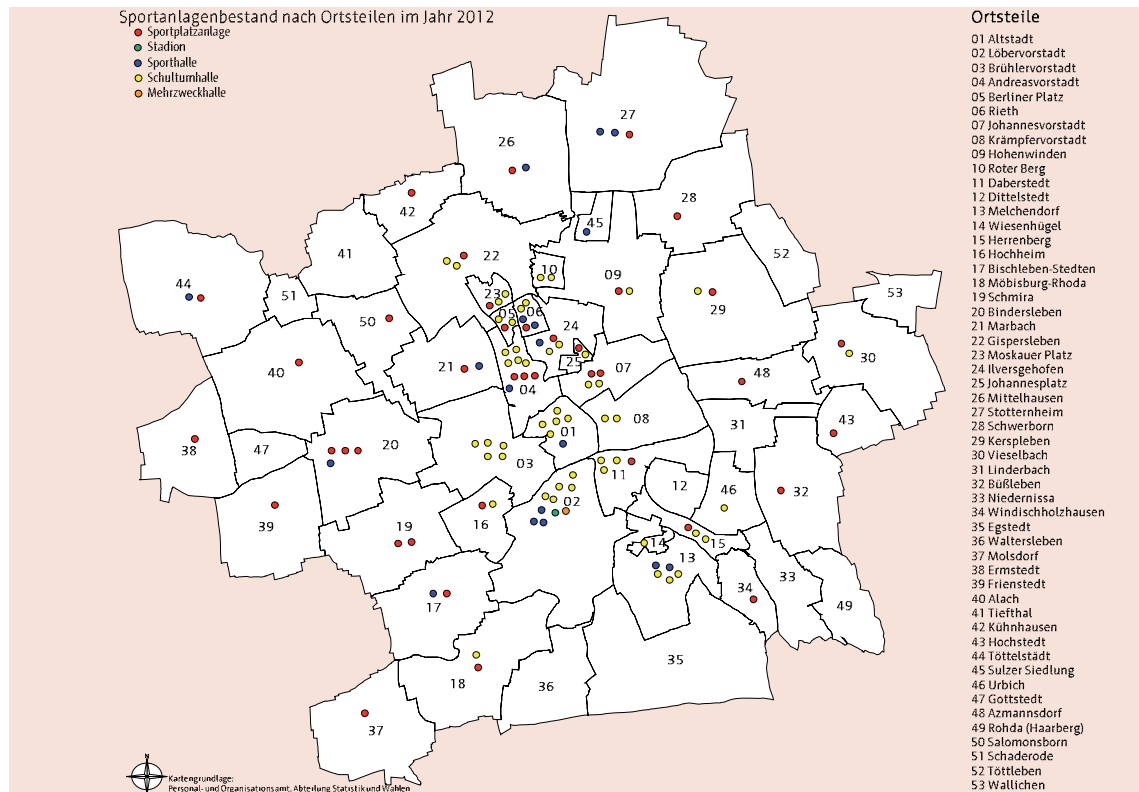 Sportanlagenbestand nach Ortsteilen im Jahr 2012
Sportplatzanlage
Stadion
Sporthalle
Schulturnhalle
Mehrzweckhalle
27
26
28
42
45
41
22
52
10
44
09
51
23
53
05
06
29
50
24
30
21
25
07
40
48
04
43
08
31
01
38
47
20
03
11
12
46
32
02
39
19
16
14
15
13
34
33
17
49
35
18
36
37
N
Kartengrundlage:
Personal- und Organisationsamt, Abteilung Statistik und Wahlen
Ortsteile
01 Altstadt
02 Löbervorstadt
03 Brühlervorstadt
04 Andreasvorstadt
05 Berliner Platz
06 Rieth
07 Johannesvorstadt
08 Krämpfervorstadt
09 Hohenwinden
10 Roter Berg
11 Daberstedt
12 Dittelstedt
13 Melchendorf
14 Wiesenhügel
15 Herrenberg
16 Hochheim
17 Bischleben-Stedten
18 Möbisburg-Rhoda
19 Schmira
20 Bindersleben
21 Marbach
22 Gispersleben
23 Moskauer Platz
24 Ilversgehofen
25 Johannesplatz
26 Mittelhausen
27 Stotternheim
28 Schwerborn
29 Kerspleben
30 Vieselbach
31 Linderbach
32 Büßleben
33 Niedernissa
34 Windischholzhausen
35 Egstedt
36 Waltersleben
37 Molsdorf
38 Ermstedt
39 Frienstedt
40 Alach
41 Tiefthal
42 Kühnhausen
43 Hochstedt
44 Töttelstädt
45 Sulzer Siedlung
46 Urbich
47 Gottstedt
48 Azmannsdorf
49 Rohda (Haarberg)
50 Salomonsborn
51 Schaderode
52 Töttleben
53 Wallichen